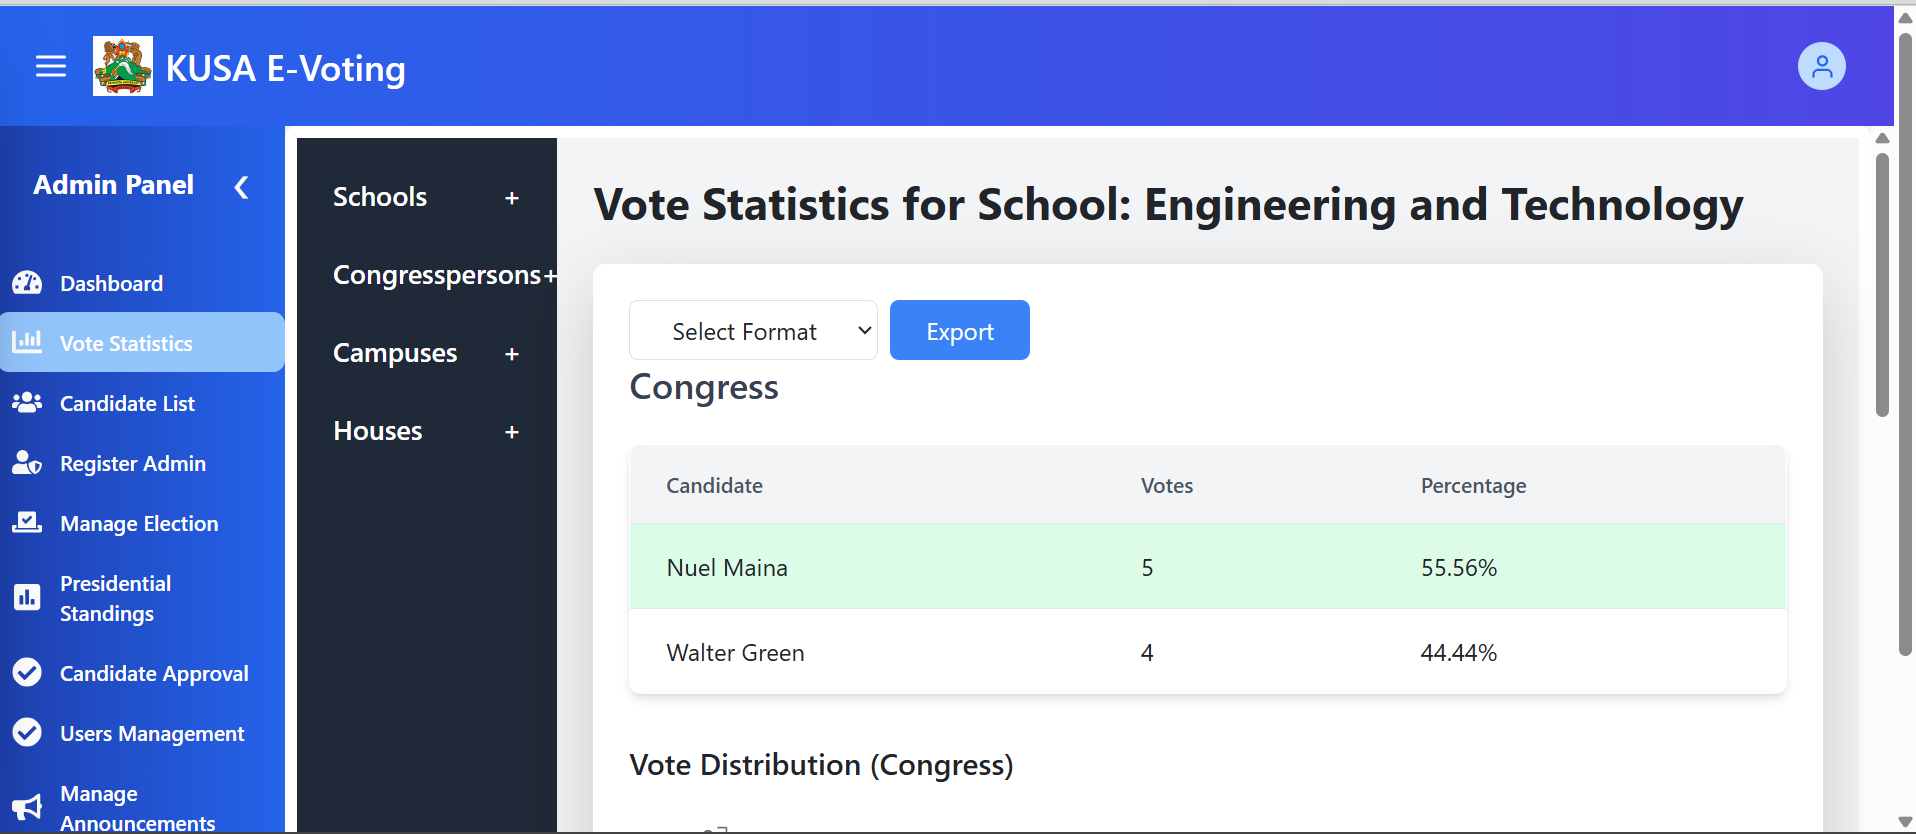 KUSA E-Voting
Admin Panel
Dashboard
Vote Statistics
Candidate List
Register Admin
Manage Election
Presidential
Standings
Candidate Approval
Users Management
Manage
Announcements
Schools +
Congresspersons+
Campuses +
Houses +
Vote Statistics for School: Engineering and Technology
Select Format Export
Congress
Candidate Votes Percentage
Nuel Maina 5 55.56%
Walter Green 4 44.44%
Vote Distribution (Congress)